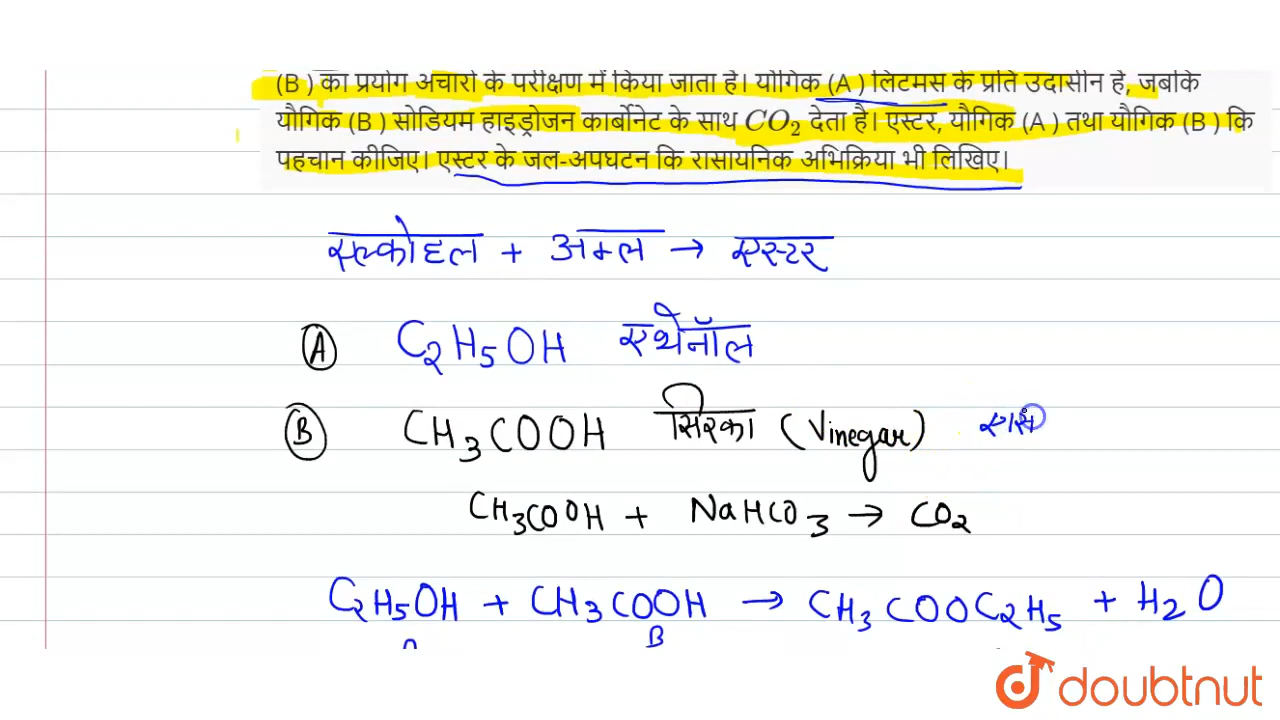 (B ) का प्रयोग अचारों के परीक्षण में किया जाता है। यौगिक (A ) लिटमस के प्रति उदासीन है, जबकि
यौगिक (B ) सोडियम हाइड्रोजन कार्बोनेट के साथ CO₂ देता है। एस्टर, यौगिक (A ) तथा यौगिक (B ) कि
पहचान कीजिए। एस्टर के जल-अपघटन कि रासायनिक अभिक्रिया भी लिखिए।
एल्कोहल + अम्ल → एस्टर
(A) C₂H₅OH एथेनॉल
(B) CH₃COOH सिरका (Vinegar)
CH₃COOH + NaHCO₃ → CO₂
C₂H₅OH + CH₃COOH → CH₃COOC₂H₅ + H₂O
B
doubtnut